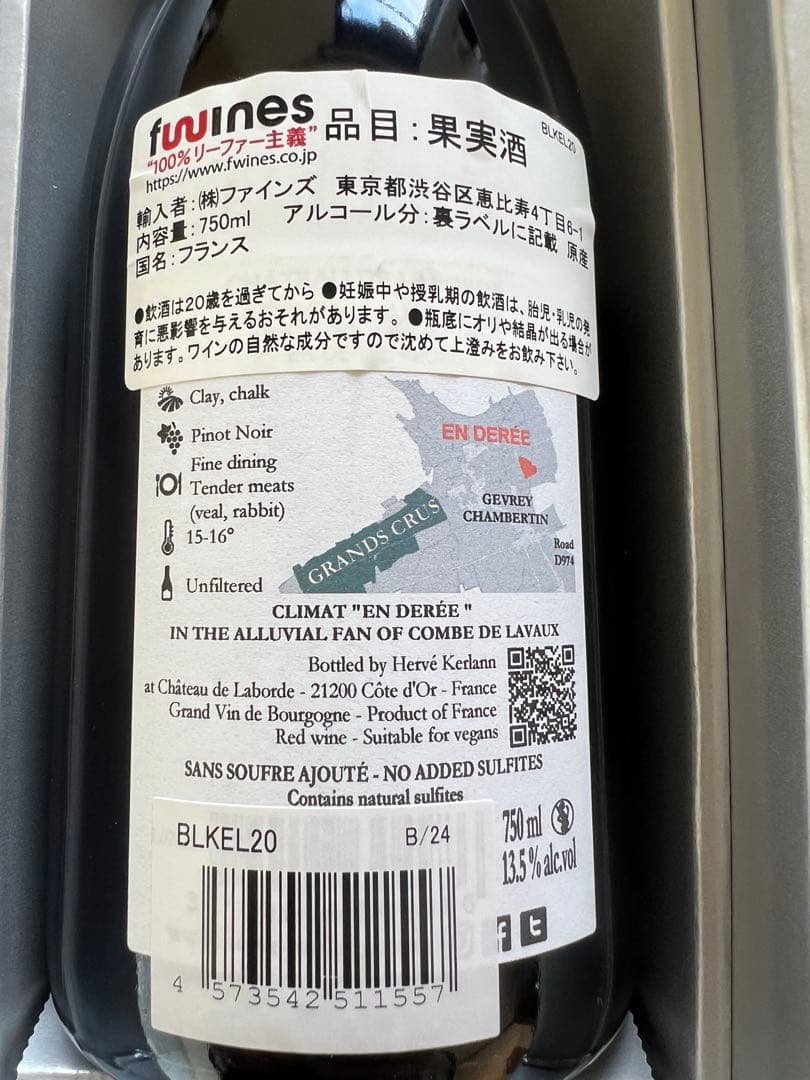 fwines
"100%リーファー主義"
https://www.fwines.co.jp
品目：果実酒
BLKEL20
輸入者：㈱ファインズ 東京都渋谷区恵比寿4丁目6-1
内容量：750ml アルコール分：裏ラベルに記載 原産
国名：フランス
●飲酒は20歳を過ぎてから ●妊娠中や授乳期の飲酒は、胎児・乳児の発
育に悪影響を与えるおそれがあります。 ●瓶底にオリや結晶が出る場合が
あります。ワインの自然な成分ですので沈めて上澄みをお飲み下さい。
Clay, chalk
Pinot Noir
Fine dining
Tender meats
(veal, rabbit)
15-16°
Unfiltered
EN DERÉE
GEVREY
CHAMBERTIN
GRANDS CRUS
Road
D974
CLIMAT "EN DERÉE "
IN THE ALLUVIAL FAN OF COMBE DE LAVAUX
Bottled by Hervé Kerlann
at Château de Laborde - 21200 Côte d'Or - France
Grand Vin de Bourgogne - Product of France
Red wine - Suitable for vegans
SANS SOUFRE AJOUTÉ - NO ADDED SULFITES
Contains natural sulfites
750 ml
13.5 % alc.vol
BLKEL20 B/24
4 573542 511557
f t